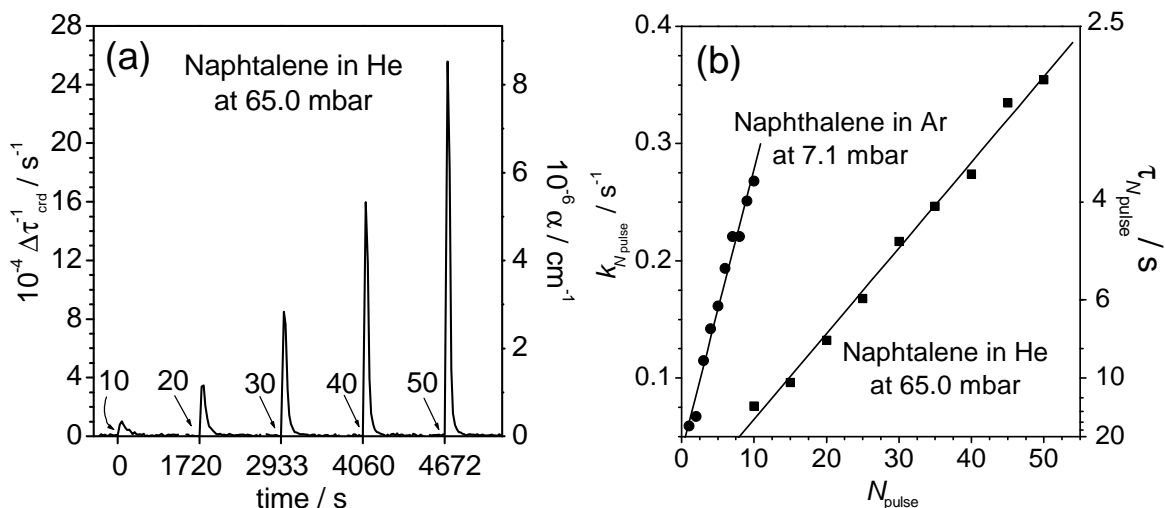 (a)
Naphtalene in He
at 65.0 mbar
28
24
20
16
12
8
4
0
10⁻⁴ Δτ⁻¹crd / s⁻¹
10
20
30
40
50
0
1720
2933
4060
4672
time / s
8
6
4
2
0
10⁻⁶ α / cm⁻¹
(b)
Naphthalene in Ar
at 7.1 mbar
Naphtalene in He
at 65.0 mbar
0.4
0.3
0.2
0.1
k_Npulse / s⁻¹
0
10
20
30
40
50
N_pulse
2.5
4
6
10
20
τ_Npulse / s